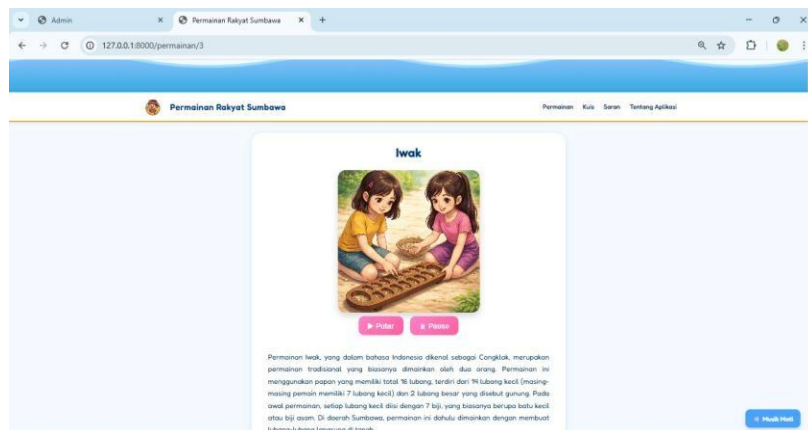 Admin
Permainan Rakyat Sumbawa
127.0.0.1:8000/permainan/3
Permainan Rakyat Sumbawa
Permainan Kuis Saran Tentang Aplikasi
Iwak
Putar Pause
Permainan Iwak, yang dalam bahasa Indonesia dikenal sebagai Congklak, merupakan
permainan tradisional yang biasanya dimainkan oleh dua orang. Permainan ini
menggunakan papan yang memiliki total 16 lubang, terdiri dari 14 lubang kecil (masing-
masing pemain memiliki 7 lubang kecil) dan 2 lubang besar yang disebut gunung. Pada
awal permainan, setiap lubang kecil diisi dengan 7 biji, yang biasanya berupa batu kecil
atau biji asam. Di daerah Sumbawa, permainan ini dahulu dimainkan dengan membuat
lubang-lubang langsung di tanah.
Musik Mati